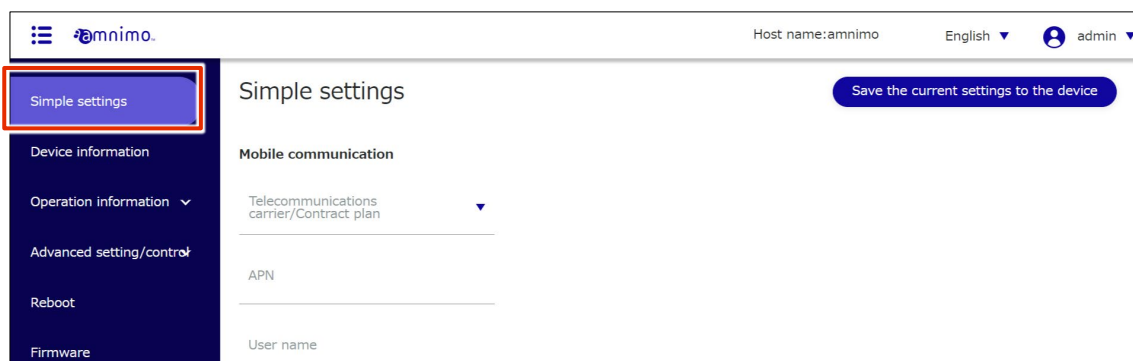 amnimo
Host name:amnimo
English
admin
Simple settings
Simple settings
Save the current settings to the device
Device information
Mobile communication
Operation information
Telecommunications
carrier/Contract plan
Advanced setting/control
APN
Reboot
User name
Firmware